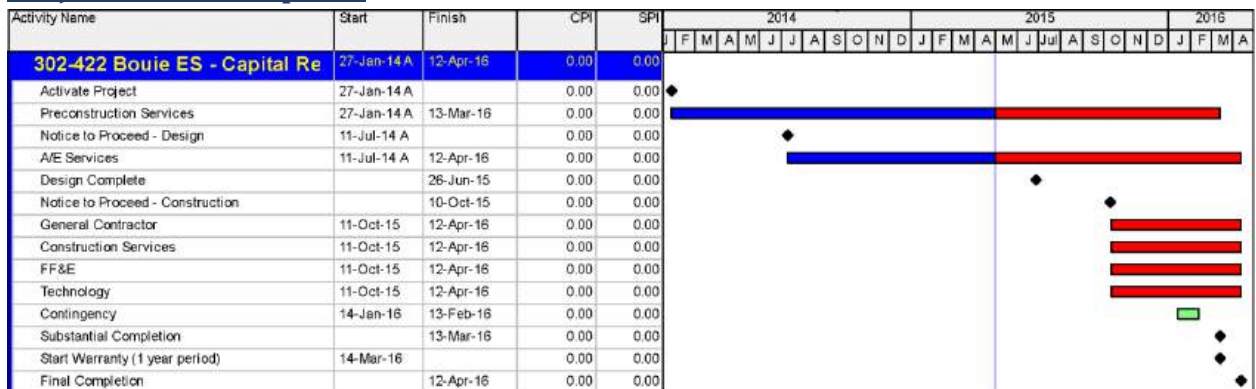 Activity Name Start Finish CPI SPI 2014 2015 2016
J F M A M J J A S O N D J F M A M J Jul A S O N D J F M A
302-422 Bouie ES - Capital Re 27-Jan-14 A 12-Apr-16 0.00 0.00
Activate Project 27-Jan-14 A 0.00 0.00
Preconstruction Services 27-Jan-14 A 13-Mar-16 0.00 0.00
Notice to Proceed - Design 11-Jul-14 A 0.00 0.00
A/E Services 11-Jul-14 A 12-Apr-16 0.00 0.00
Design Complete 26-Jun-15 0.00 0.00
Notice to Proceed - Construction 10-Oct-15 0.00 0.00
General Contractor 11-Oct-15 12-Apr-16 0.00 0.00
Construction Services 11-Oct-15 12-Apr-16 0.00 0.00
FF&E 11-Oct-15 12-Apr-16 0.00 0.00
Technology 11-Oct-15 12-Apr-16 0.00 0.00
Contingency 14-Jan-16 13-Feb-16 0.00 0.00
Substantial Completion 13-Mar-16 0.00 0.00
Start Warranty (1 year period) 14-Mar-16 0.00 0.00
Final Completion 12-Apr-16 0.00 0.00